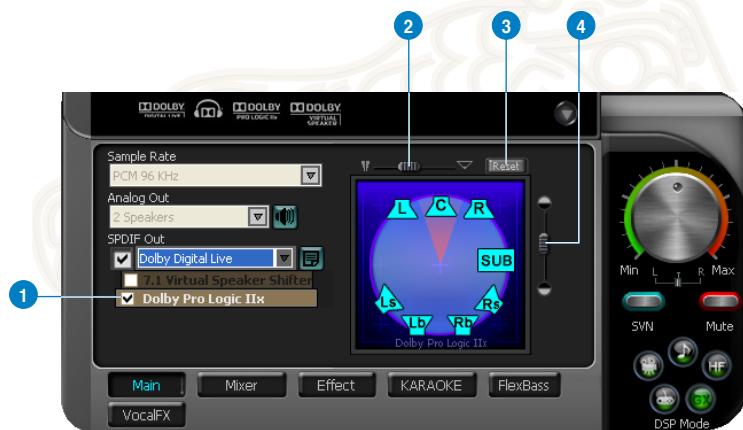 2
3
4
DOLBY
DIGITAL LIVE
DOLBY
PRO LOGIC IIx
DOLBY
VIRTUAL
SPEAKER
Sample Rate
PCM 96 KHz
Analog Out
2 Speakers
SPDIF Out
Dolby Digital Live
7.1 Virtual Speaker Shifter
1
Dolby Pro Logic IIx
Reset
L
C
R
SUB
Ls
Rs
Lb
Rb
Dolby Pro Logic IIx
Min
L
T
R
Max
SVN
Mute
HF
GX
DSP Mode
Main
Mixer
Effect
KARAOKE
FlexBass
VocalFX